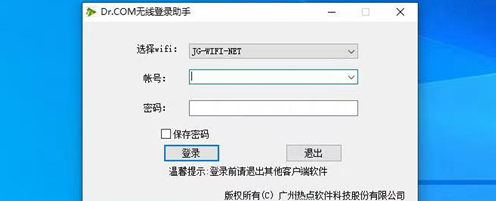 Dr.COM无线登录助手
选择wifi: JG-WIFI-NET
帐号:
密码:
保存密码
登录 退出
温馨提示:登录前请退出其他客户端软件
版权所有(C) 广州热点软件科技股份有限公司